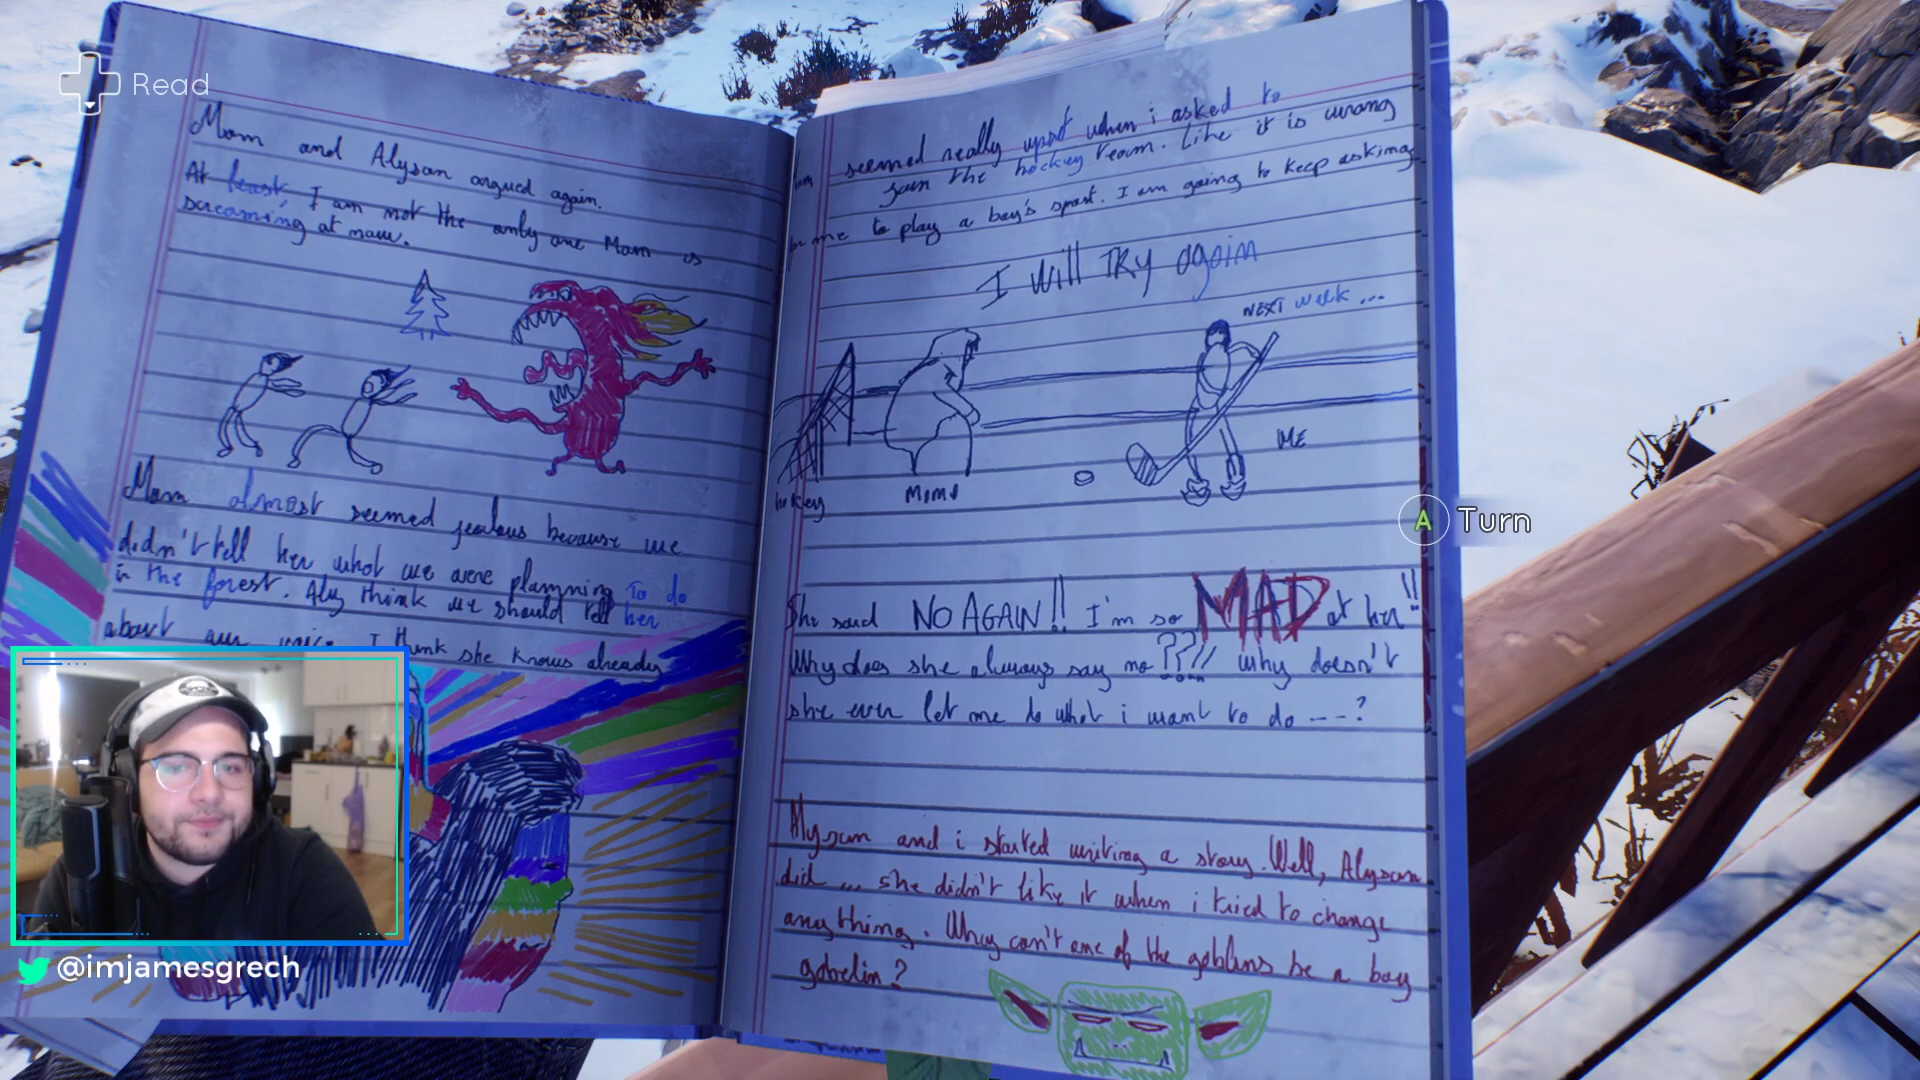 Read
Mom and Alyson argued again.
At least I am not the only one Mom is
screaming at now.
Mom almost seemed jealous because we
didn't tell her what we were planning to do
in the forest. Aly think we should tell her
about our I think she knows already
seemed really upset when i asked to
join the hockey team. Like it is wrong
for me to play a boy's sport. I am going to keep asking
I will TRY again
NEXT week ...
ME
hokey
Mom
She said NO AGAIN!! I'm so MAD at her!!
Why does she always say no ??!! why doesn't
she ever let me do what i want to do ---?
Alyson and i started writing a story. Well, Alyson
did ... she didn't like it when i tried to change
anything. Why can't one of the goblins be a boy
gobelin?
A Turn
@imjamesgrech